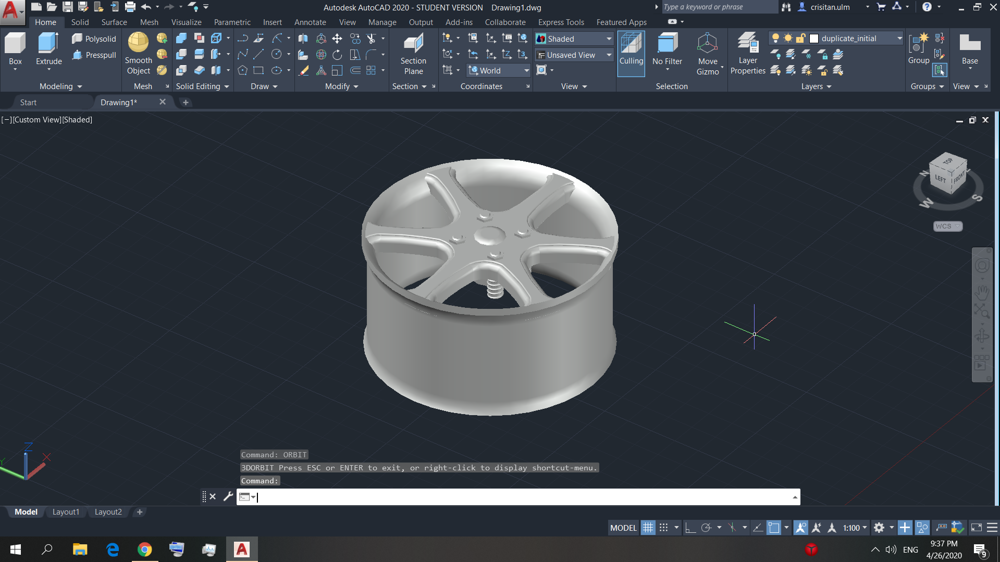 Autodesk AutoCAD 2020 - STUDENT VERSION Drawing1.dwg
Type a keyword or phrase
crisitan.ulm
Home Solid Surface Mesh Visualize Parametric Insert Annotate View Manage Output Add-ins Collaborate Express Tools Featured Apps
Box
Extrude
Polysolid
Presspull
Modeling
Smooth
Object
Mesh
Solid Editing
Draw
Modify
Section
Plane
Section
World
Coordinates
Shaded
Unsaved View
View
Culling
No Filter
Move
Gizmo
Selection
Layer
Properties
duplicate_initial
Layers
Group
Groups
Base
View
Start
Drawing1*
[−][Custom View][Shaded]
TOP
LEFT
FRONT
N
W
S
WCS
Z
X
Y
Command: ORBIT
3DORBIT Press ESC or ENTER to exit, or right-click to display shortcut-menu.
Command:
Model Layout1 Layout2
MODEL
1:100
9:37 PM
ENG
4/26/2020
9